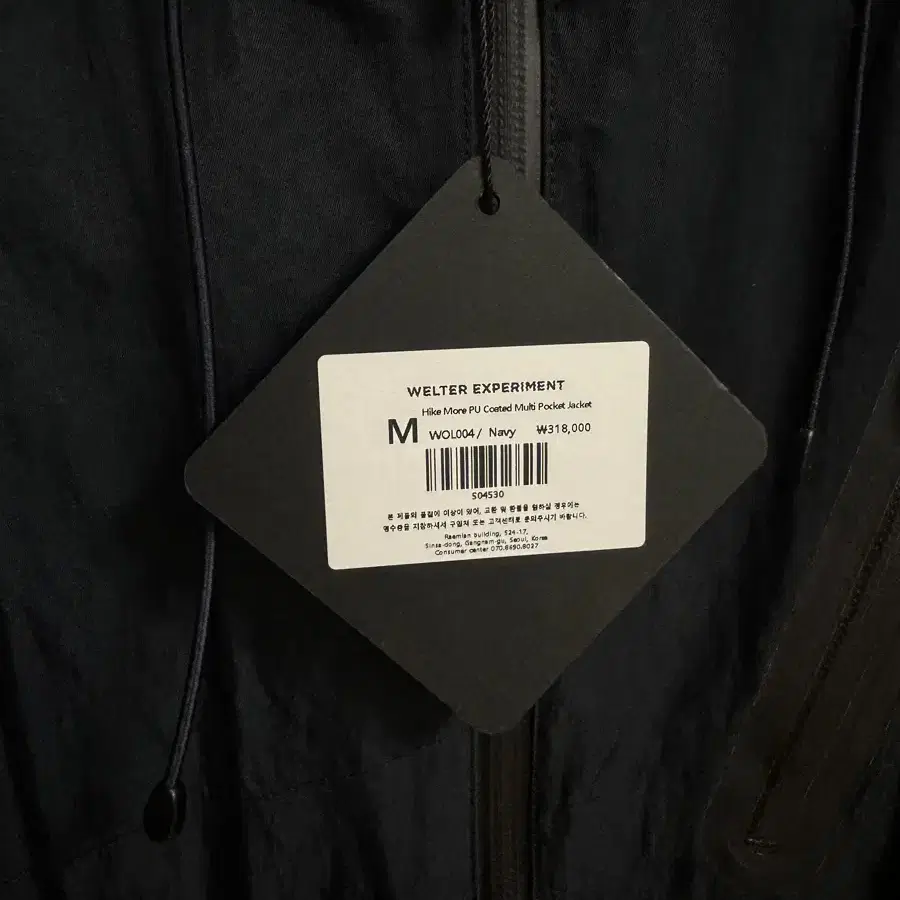 WELTER EXPERIMENT
Hike More PU Coated Multi Pocket Jacket
M WOL004 / Navy ₩318,000
S04530
본 제품의 품질에 이상이 있어, 교환 및 환불을 원하실 경우에는
영수증을 지참하셔서 구입처 또는 고객센터로 문의주시기 바랍니다.
Raemian building, 524-17,
Sinsa-dong, Gangnam-gu, Seoul, Korea
Consumer center 070.8690.8027